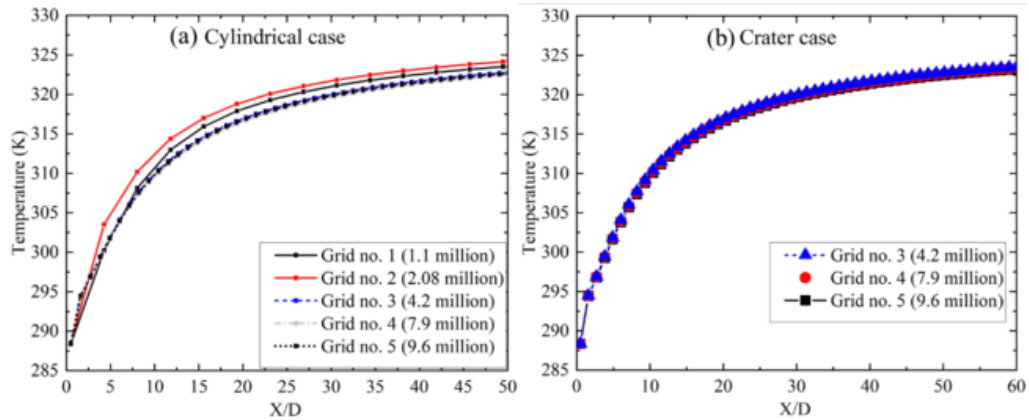 (a) Cylindrical case
Temperature (K)
330
325
320
315
310
305
300
295
290
285
Grid no. 1 (1.1 million)
Grid no. 2 (2.08 million)
Grid no. 3 (4.2 million)
Grid no. 4 (7.9 million)
Grid no. 5 (9.6 million)
0 5 10 15 20 25 30 35 40 45 50
X/D
(b) Crater case
Temperature (K)
330
325
320
315
310
305
300
295
290
285
Grid no. 3 (4.2 million)
Grid no. 4 (7.9 million)
Grid no. 5 (9.6 million)
0 10 20 30 40 50 60
X/D